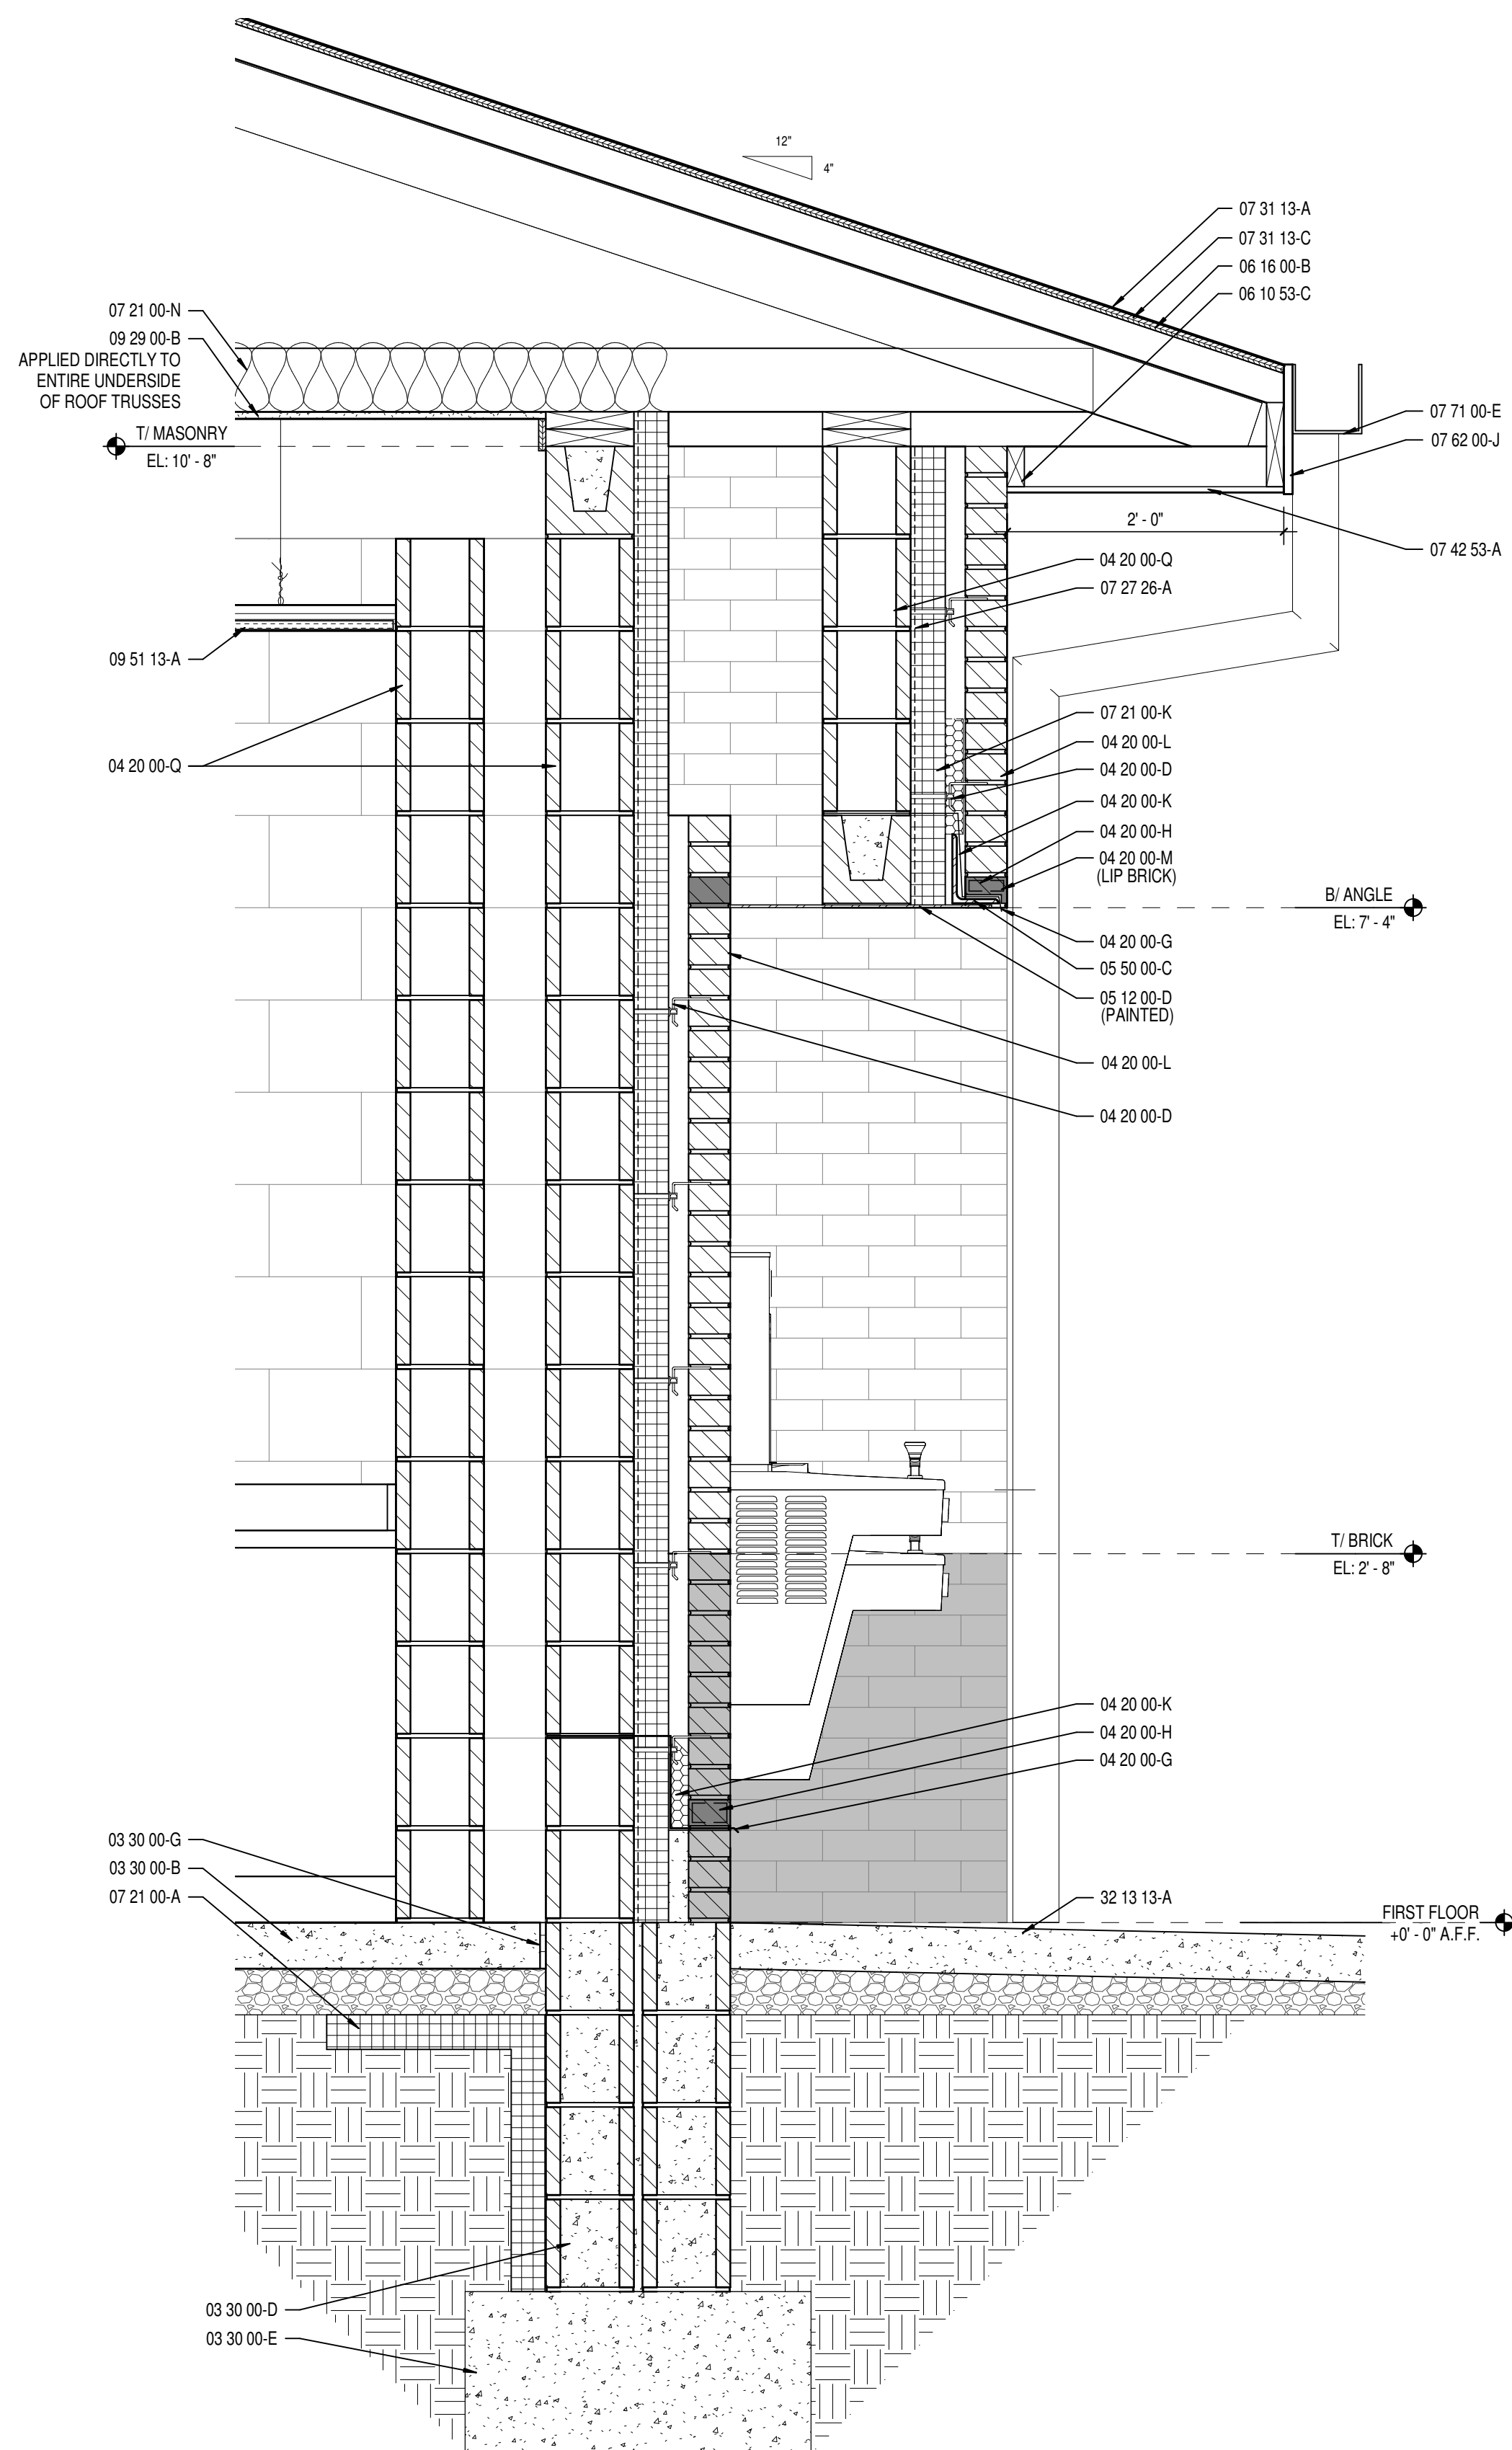 12"
4"
07 31 13-A
07 31 13-C
06 16 00-B
06 10 53-C
07 21 00-N
09 29 00-B
APPLIED DIRECTLY TO
ENTIRE UNDERSIDE
OF ROOF TRUSSES
T/ MASONRY
EL: 10' - 8"
07 71 00-E
07 62 00-J
2' - 0"
07 42 53-A
04 20 00-Q
07 27 26-A
09 51 13-A
04 20 00-Q
07 21 00-K
04 20 00-L
04 20 00-D
04 20 00-K
04 20 00-H
04 20 00-M
(LIP BRICK)
B/ ANGLE
EL: 7' - 4"
04 20 00-G
05 50 00-C
05 12 00-D
(PAINTED)
04 20 00-L
04 20 00-D
T/ BRICK
EL: 2' - 8"
04 20 00-K
04 20 00-H
04 20 00-G
03 30 00-G
03 30 00-B
07 21 00-A
32 13 13-A
FIRST FLOOR
+0' - 0" A.F.F.
03 30 00-D
03 30 00-E